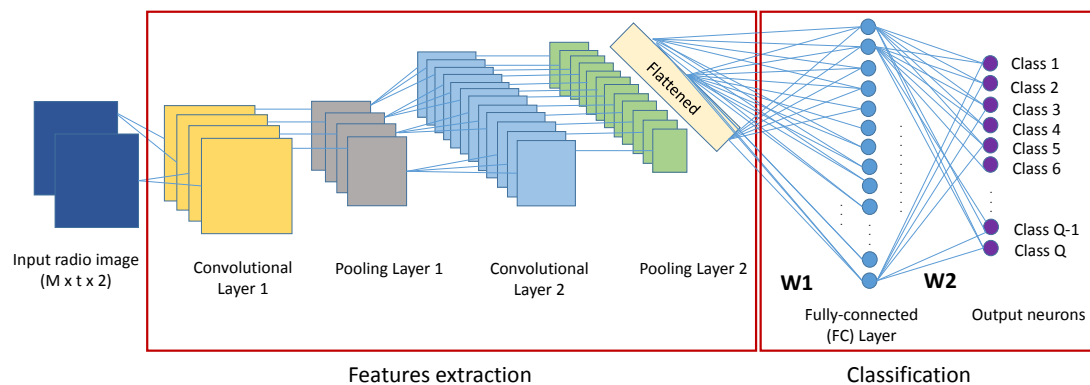 Input radio image
(M x t x 2)
Convolutional
Layer 1
Pooling Layer 1
Convolutional
Layer 2
Pooling Layer 2
Flattened
W1
Fully-connected
(FC) Layer
W2
Class 1
Class 2
Class 3
Class 4
Class 5
Class 6
Class Q-1
Class Q
Output neurons
Features extraction
Classification